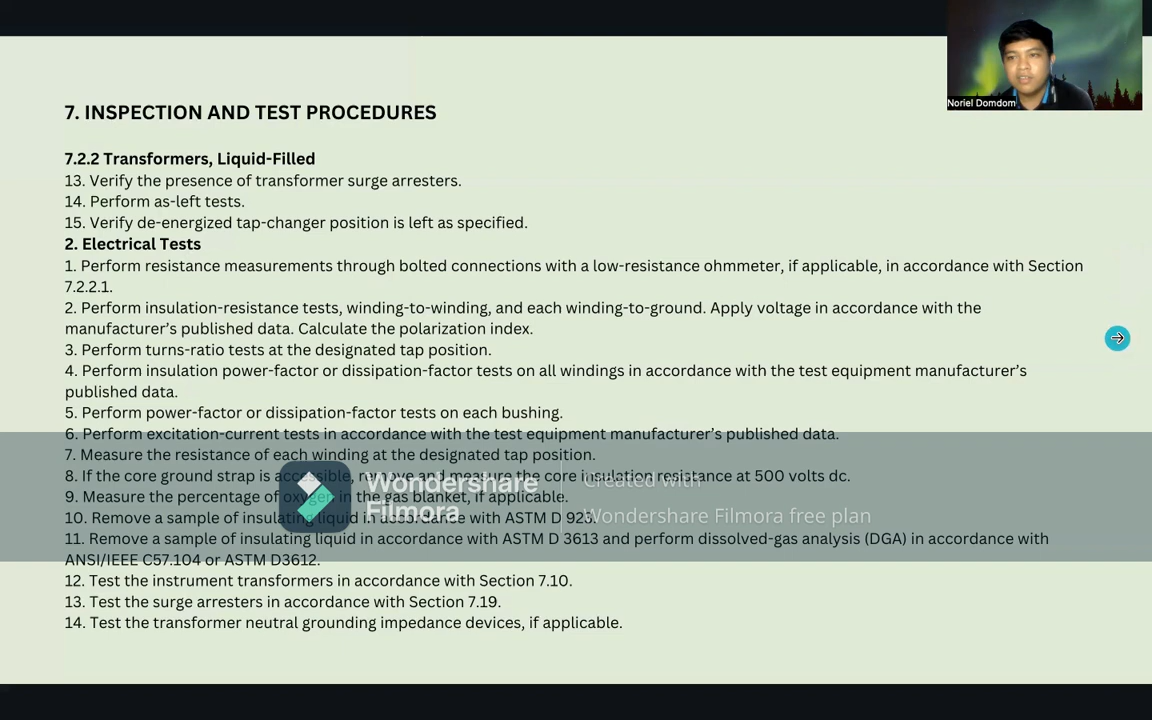 Noriel Domdom
7. INSPECTION AND TEST PROCEDURES
7.2.2 Transformers, Liquid-Filled
13. Verify the presence of transformer surge arresters.
14. Perform as-left tests.
15. Verify de-energized tap-changer position is left as specified.
2. Electrical Tests
1. Perform resistance measurements through bolted connections with a low-resistance ohmmeter, if applicable, in accordance with Section
7.2.2.1.
2. Perform insulation-resistance tests, winding-to-winding, and each winding-to-ground. Apply voltage in accordance with the
manufacturer’s published data. Calculate the polarization index.
3. Perform turns-ratio tests at the designated tap position.
4. Perform insulation power-factor or dissipation-factor tests on all windings in accordance with the test equipment manufacturer’s
published data.
5. Perform power-factor or dissipation-factor tests on each bushing.
6. Perform excitation-current tests in accordance with the test equipment manufacturer’s published data.
7. Measure the resistance of each winding at the designated tap position.
8. If the core ground strap is accessible, remove and measure the core insulation resistance at 500 volts dc.
9. Measure the percentage of oxygen in the gas blanket, if applicable.
10. Remove a sample of insulating liquid in accordance with ASTM D 923.
11. Remove a sample of insulating liquid in accordance with ASTM D 3613 and perform dissolved-gas analysis (DGA) in accordance with
ANSI/IEEE C57.104 or ASTM D3612.
12. Test the instrument transformers in accordance with Section 7.10.
13. Test the surge arresters in accordance with Section 7.19.
14. Test the transformer neutral grounding impedance devices, if applicable.
Wondershare
Filmora
Created with
Wondershare Filmora free plan